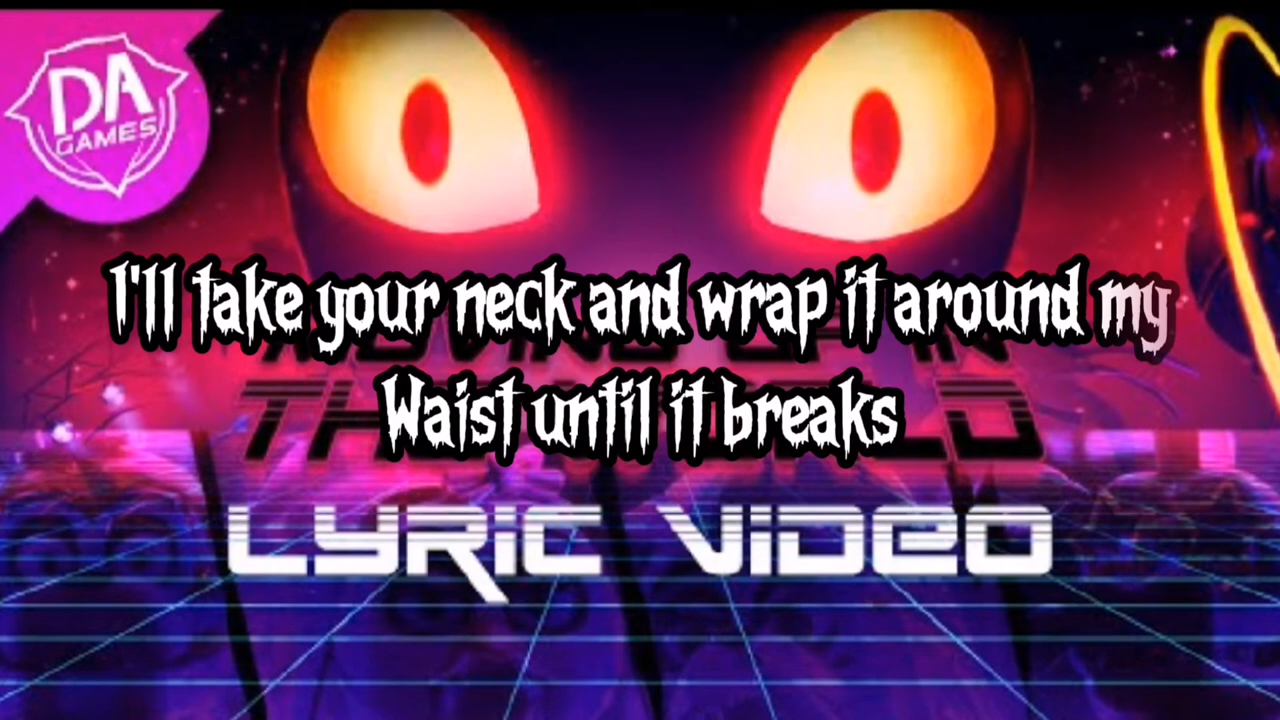 DA
GAMES
I'll take your neck and wrap it around my
Waist until it breaks
LYRiC ViDeO